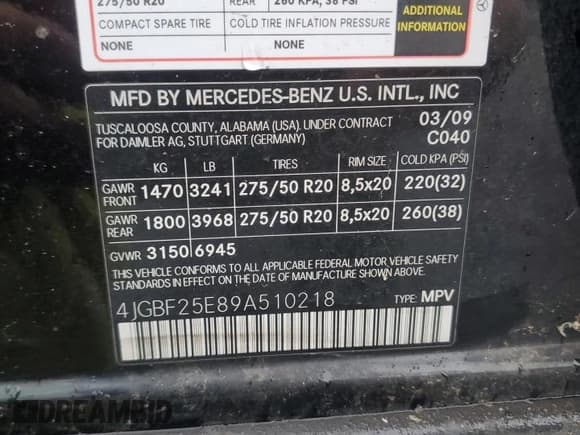 275/50 R20 REAR 260 KPA, 38 PSI
ADDITIONAL
INFORMATION
COMPACT SPARE TIRE COLD TIRE INFLATION PRESSURE
NONE NONE
MFD BY MERCEDES-BENZ U.S. INTL., INC
TUSCALOOSA COUNTY, ALABAMA (USA). UNDER CONTRACT 03/09
FOR DAIMLER AG, STUTTGART (GERMANY) C040
KG LB TIRES RIM SIZE COLD KPA (PSI)
GAWR FRONT 1470 3241 275/50 R20 8,5x20 220(32)
GAWR REAR 1800 3968 275/50 R20 8,5x20 260(38)
GVWR 3150 6945
THIS VEHICLE CONFORMS TO ALL APPLICABLE FEDERAL MOTOR VEHICLE SAFETY
STANDARDS IN EFFECT ON THE DATE OF MANUFACTURE SHOWN ABOVE.
4JGBF25E89A510218 TYPE: MPV
DREAMBID